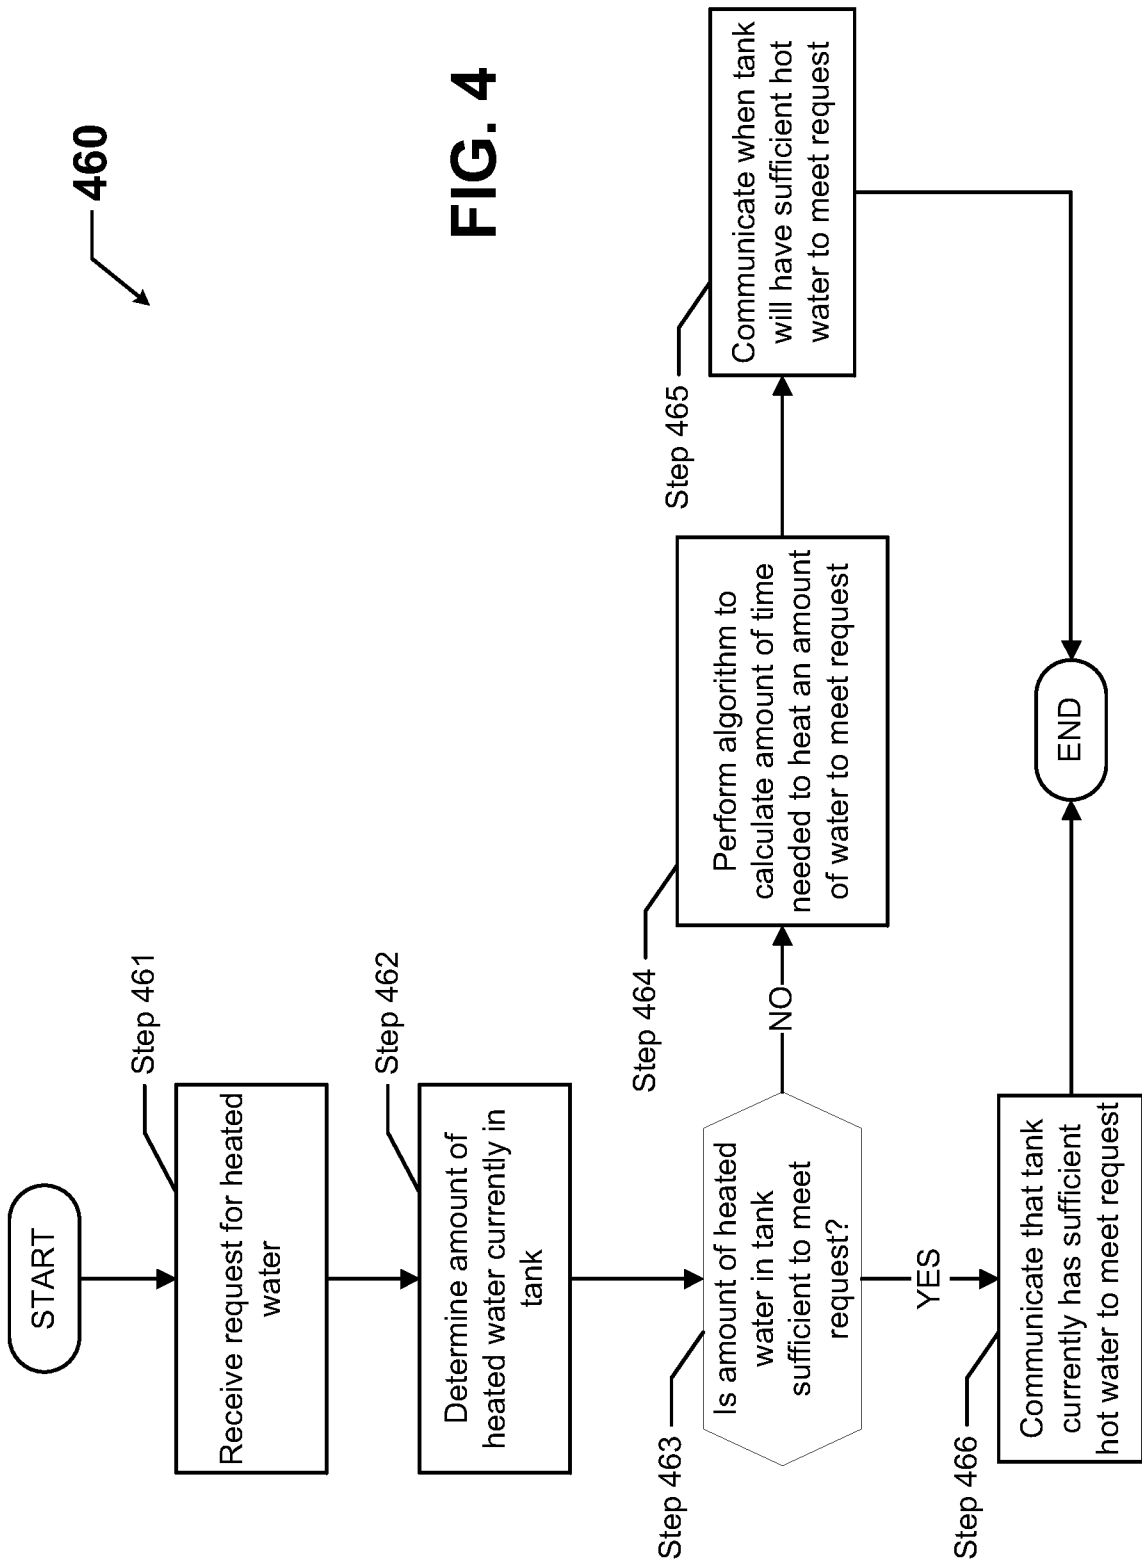 460
FIG. 4
START
Step 461
Receive request for heated
water
Step 462
Determine amount of
heated water currently in
tank
Step 463
Is amount of heated
water in tank
sufficient to meet
request?
NO
Step 464
Perform algorithm to
calculate amount of time
needed to heat an amount
of water to meet request
Step 465
Communicate when tank
will have sufficient hot
water to meet request
YES
Step 466
Communicate that tank
currently has sufficient
hot water to meet request
END